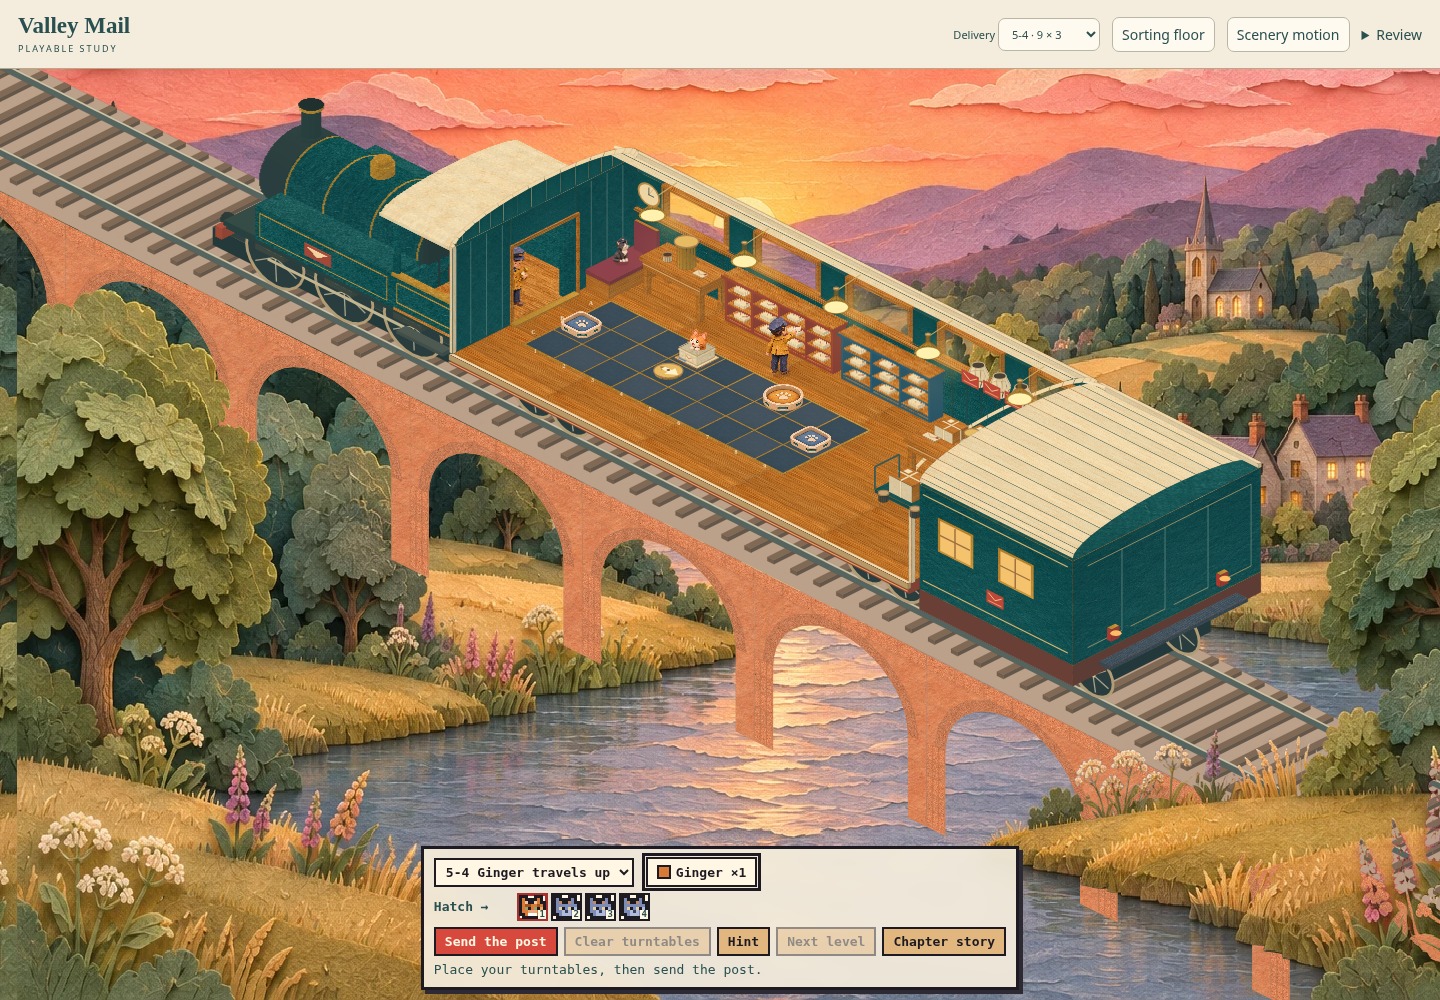 Valley Mail
PLAYABLE STUDY
Delivery 5-4 · 9 × 3 Sorting floor Scenery motion ▶ Review
5-4 Ginger travels up Ginger ×1
Hatch → 1 2 3 4
Send the post Clear turntables Hint Next level Chapter story
Place your turntables, then send the post.